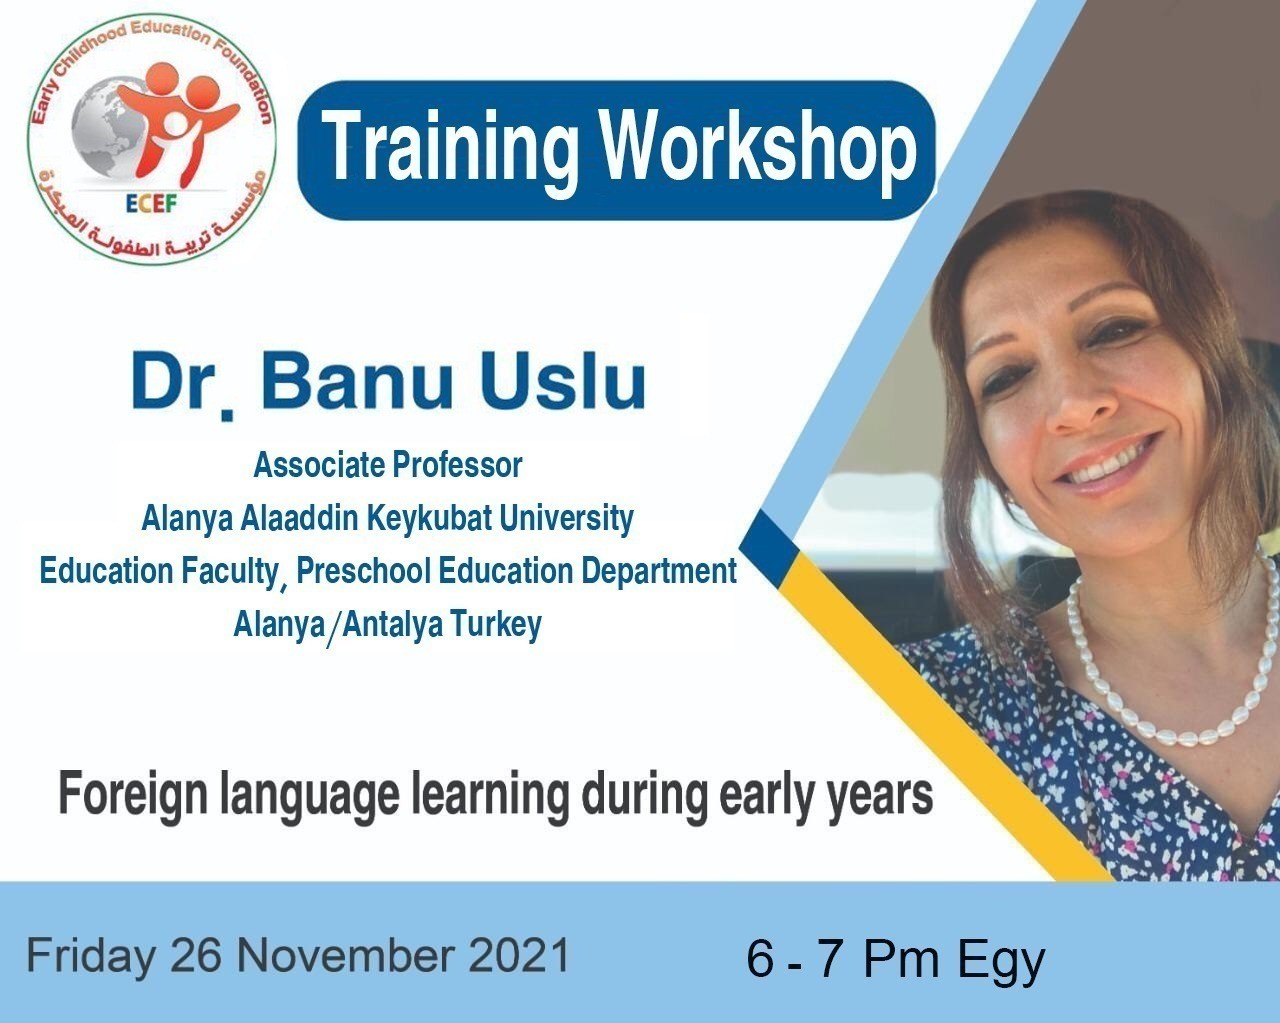 Early Childhood Education Foundation
ECEF
مؤسسة تربية الطفولة المبكرة
Training Workshop
Dr. Banu Uslu
Associate Professor
Alanya Alaaddin Keykubat University
Education Faculty, Preschool Education Department
Alanya/Antalya Turkey
Foreign language learning during early years
Friday 26 November 2021
6 - 7 Pm Egy